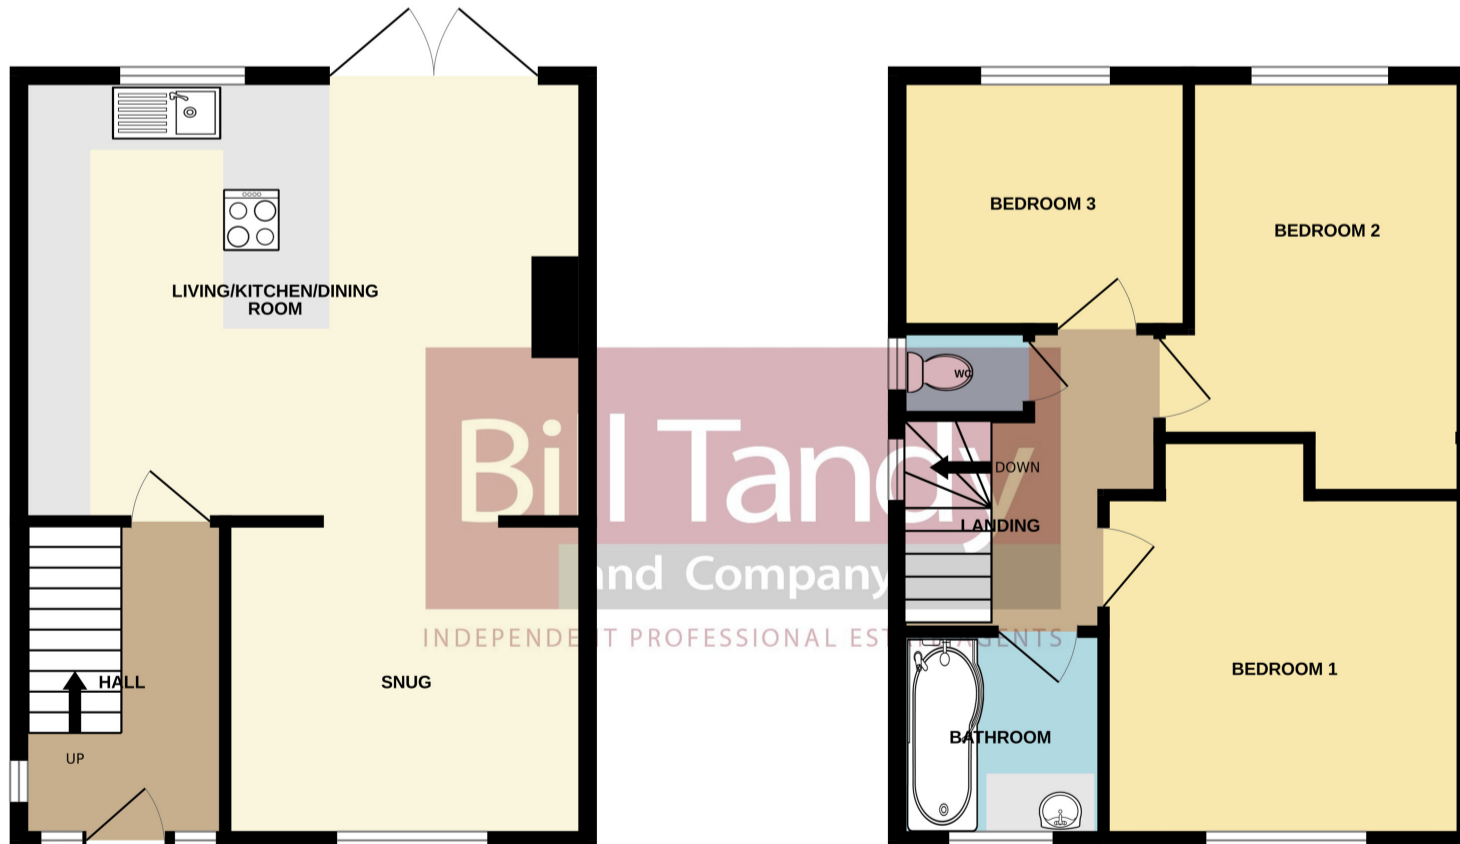 LIVING/KITCHEN/DINING
ROOM
HALL
UP
SNUG
BEDROOM 3
BEDROOM 2
WC
DOWN
LANDING
BEDROOM 1
BATHROOM
Bill Tandy
and Company
INDEPENDENT PROFESSIONAL ESTATE AGENTS